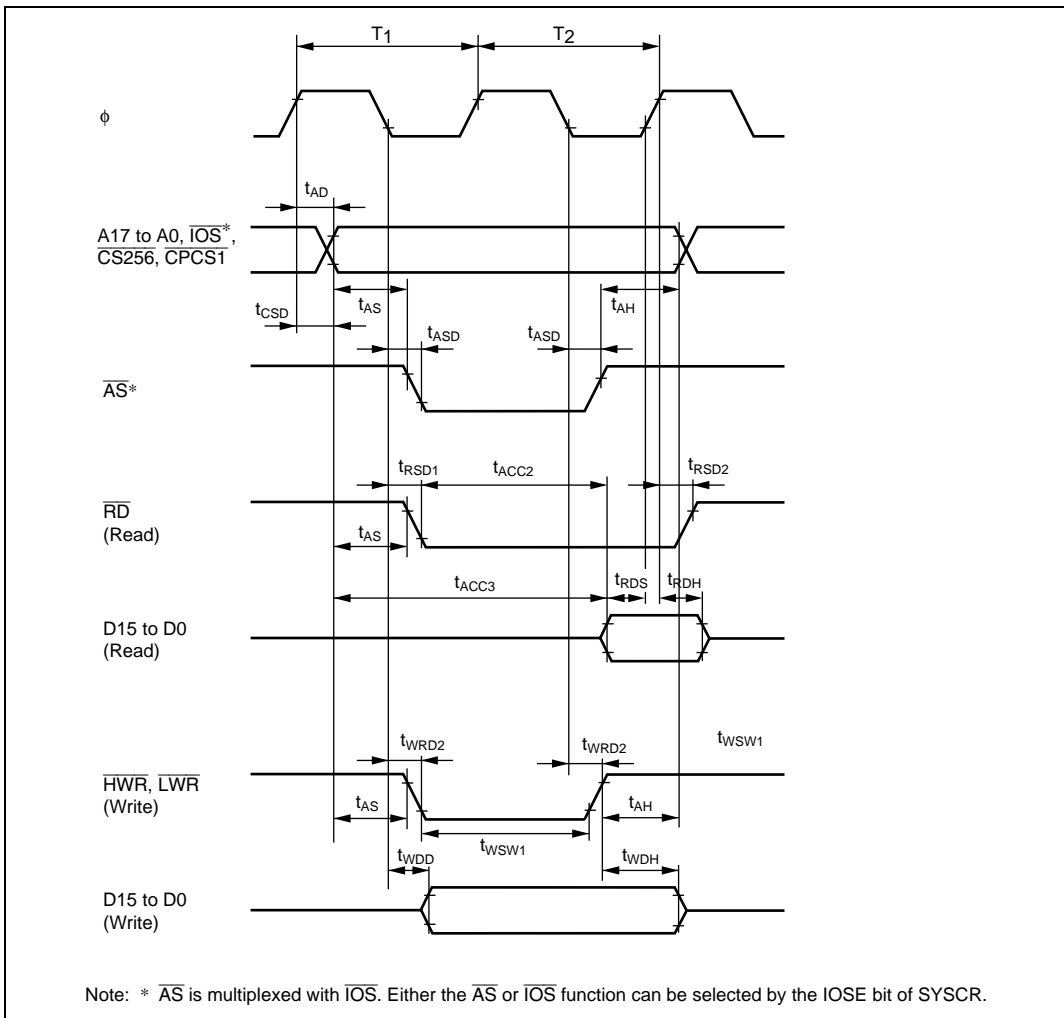 T1 T2
ϕ
tAD
A17 to A0, IOS*,
CS256, CPCS1
tCSD tAS tAH
tASD tASD
AS*
tRSD1 tACC2 tRSD2
RD
(Read)
tAS
tACC3 tRDS tRDH
D15 to D0
(Read)
tWRD2 tWRD2 tWSW1
HWR, LWR
(Write)
tAS tAH
tWSW1
tWDD tWDH
D15 to D0
(Write)
Note: * AS is multiplexed with IOS. Either the AS or IOS function can be selected by the IOSE bit of SYSCR.